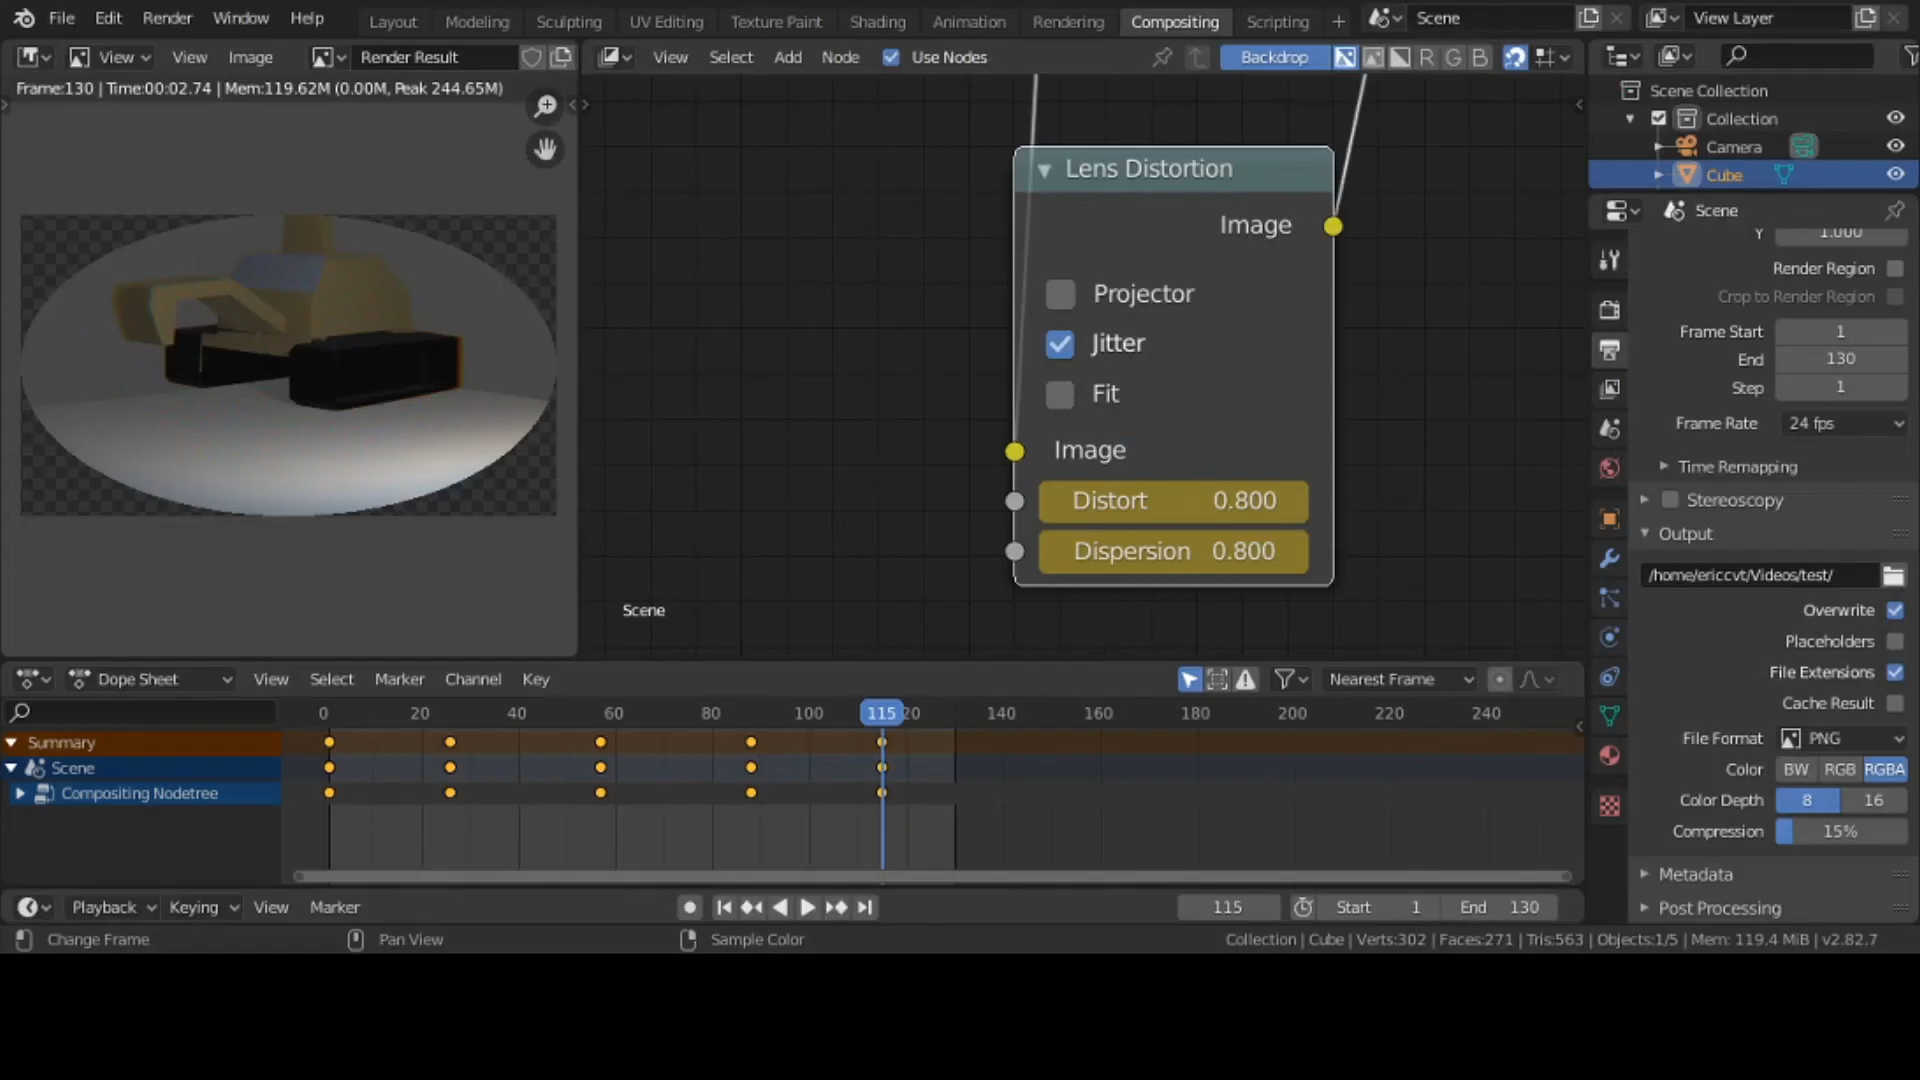 File Edit Render Window Help Layout Modeling Sculpting UV Editing Texture Paint Shading Animation Rendering Compositing Scripting + Scene View Layer
View View Image Render Result View Select Add Node Use Nodes Backdrop R G B
Frame:130 | Time:00:02.74 | Mem:119.62M (0.00M, Peak 244.65M)
Lens Distortion
Image
Projector
Jitter
Fit
Image
Distort 0.800
Dispersion 0.800
Scene
Scene Collection
Collection
Camera
Cube
Scene
Y 1.000
Render Region
Crop to Render Region
Frame Start 1
End 130
Step 1
Frame Rate 24 fps
Time Remapping
Stereoscopy
Output
/home/ericcvt/Videos/test/
Overwrite
Placeholders
File Extensions
Cache Result
File Format PNG
Color BW RGB RGBA
Color Depth 8 16
Compression 15%
Metadata
Post Processing
Dope Sheet View Select Marker Channel Key Nearest Frame
0 20 40 60 80 100 115 20 140 160 180 200 220 240
Summary
Scene
Compositing Nodetree
Playback Keying View Marker 115 Start 1 End 130
Change Frame Pan View Sample Color Collection | Cube | Verts:302 | Faces:271 | Tris:563 | Objects:1/5 | Mem: 119.4 MiB | v2.82.7